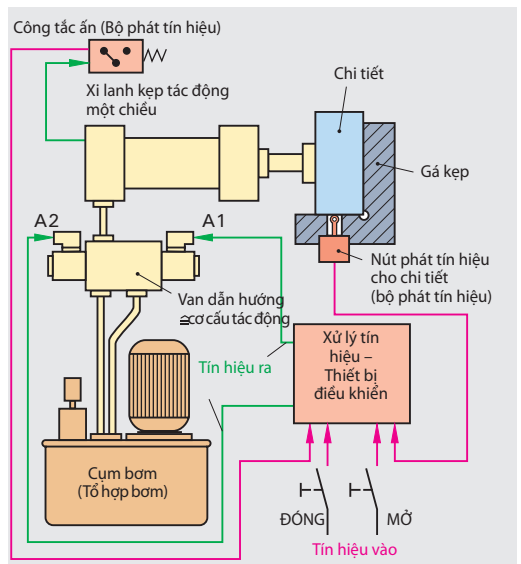 Công tắc ấn (Bộ phát tín hiệu)
Xi lanh kẹp tác động
một chiều
Chi tiết
Gá kẹp
A2
A1
Nút phát tín hiệu
cho chi tiết
(bộ phát tín hiệu)
Van dẫn hướng
≙cơ cấu tác động
Tín hiệu ra
Xử lý tín
hiệu –
Thiết bị
điều khiển
Cụm bơm
(Tổ hợp bơm)
ĐÓNG
MỞ
Tín hiệu vào